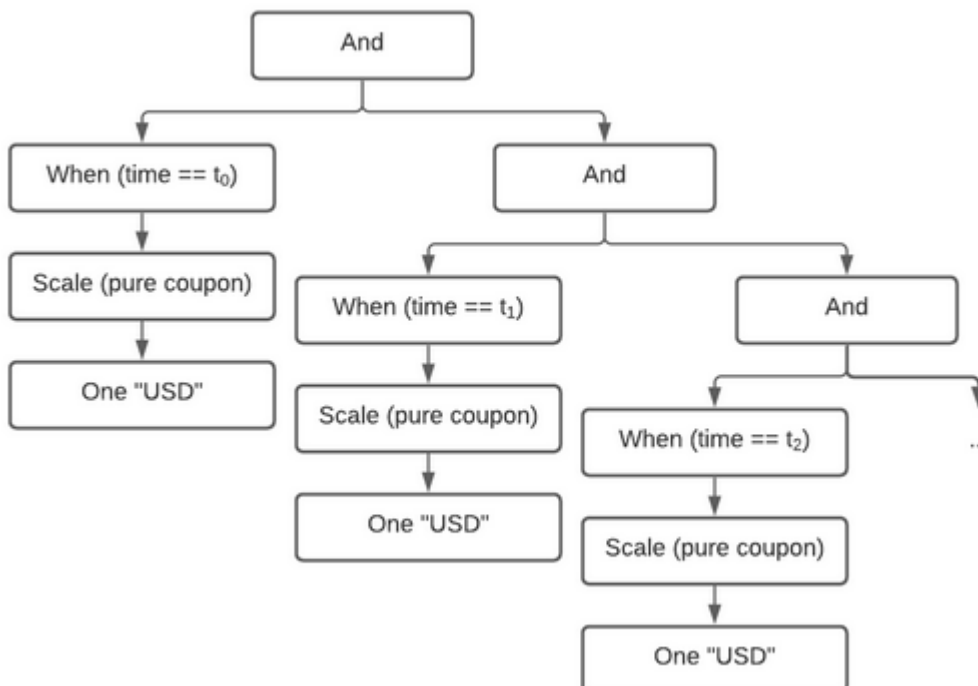 And
When (time == t₀)
And
Scale (pure coupon)
When (time == t₁)
And
One "USD"
Scale (pure coupon)
When (time == t₂)
..
One "USD"
Scale (pure coupon)
One "USD"